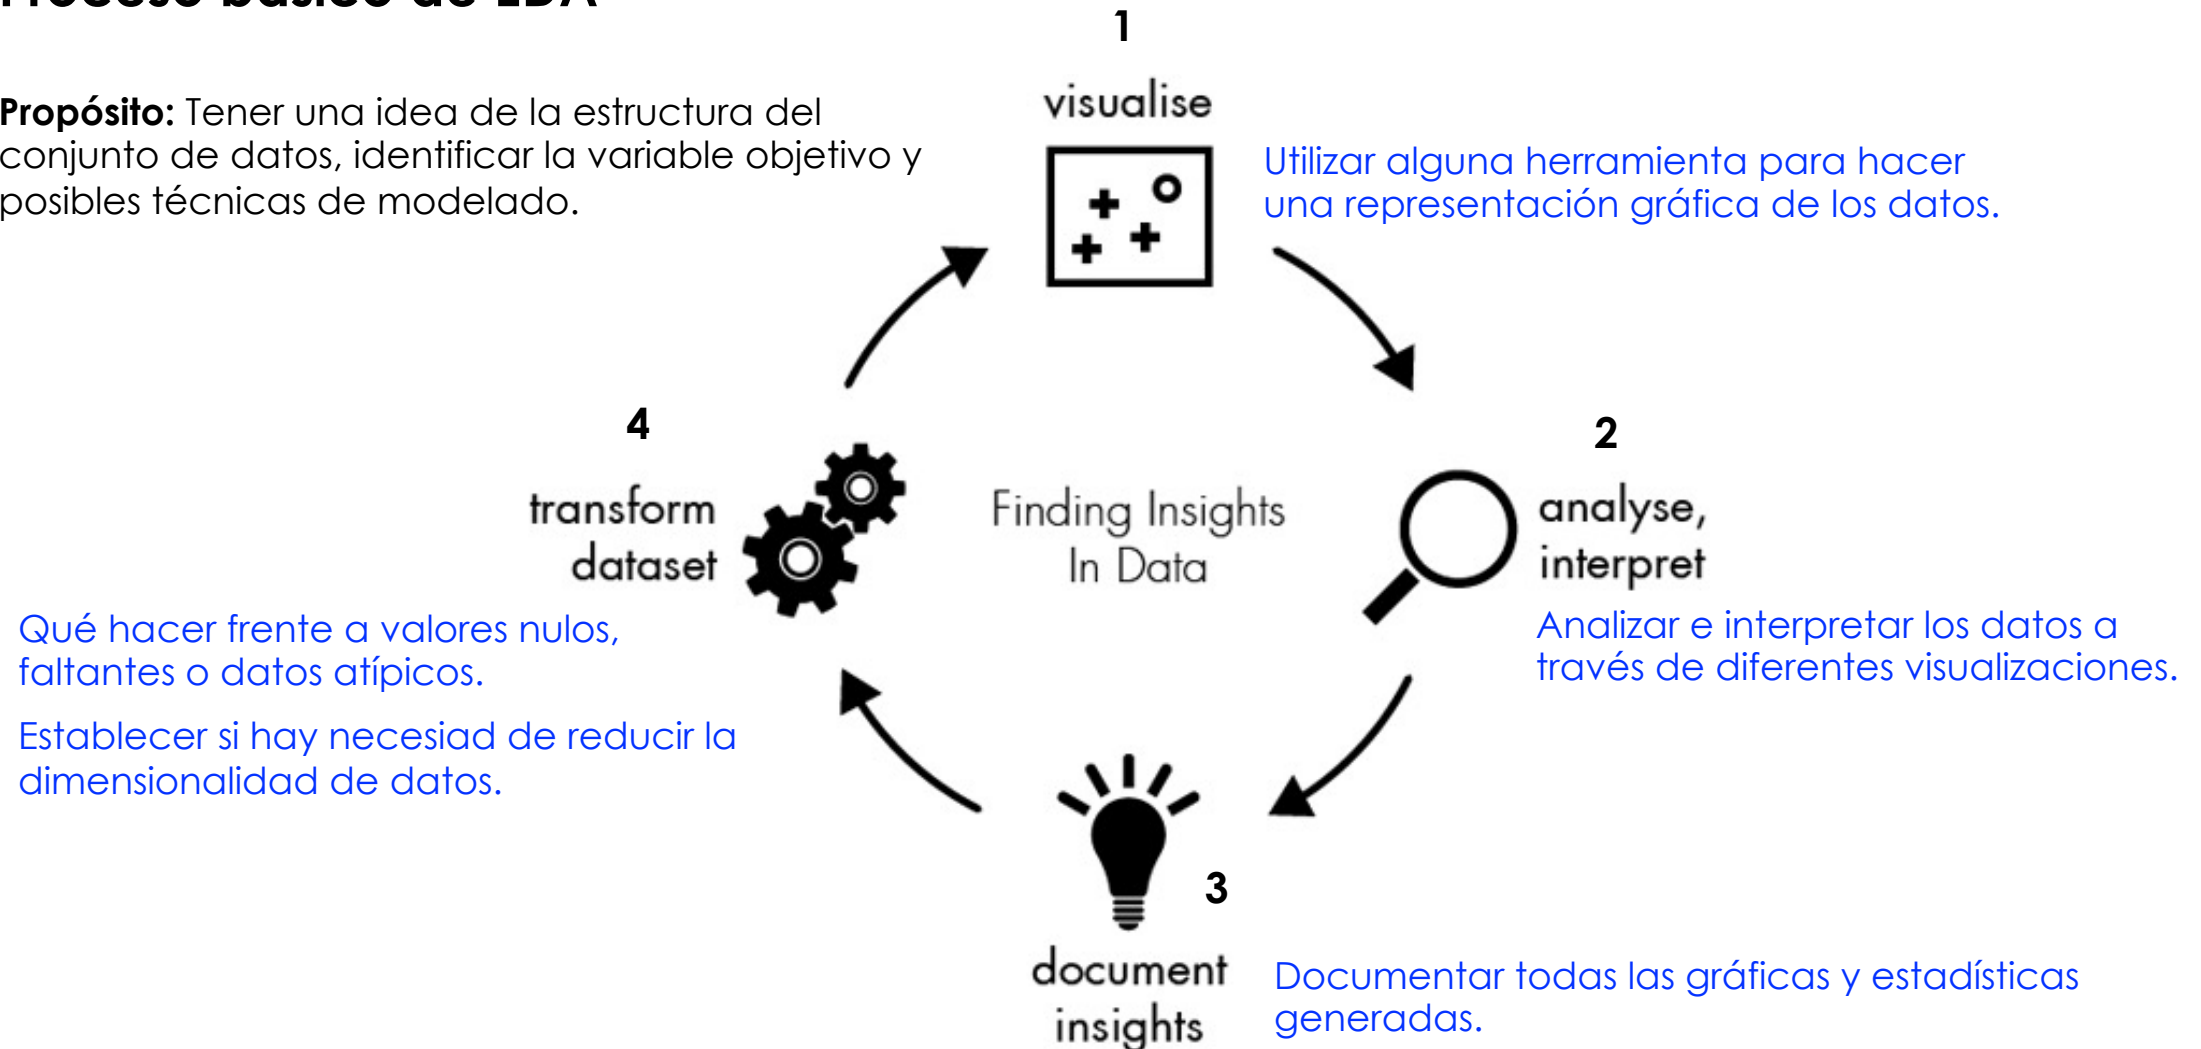 Proceso básico de EDA
Propósito: Tener una idea de la estructura del
conjunto de datos, identificar la variable objetivo y
posibles técnicas de modelado.
1
visualise
Utilizar alguna herramienta para hacer
una representación gráfica de los datos.
2
analyse,
interpret
Analizar e interpretar los datos a
través de diferentes visualizaciones.
Finding Insights
In Data
3
document
insights
Documentar todas las gráficas y estadísticas
generadas.
4
transform
dataset
Qué hacer frente a valores nulos,
faltantes o datos atípicos.
Establecer si hay necesiad de reducir la
dimensionalidad de datos.